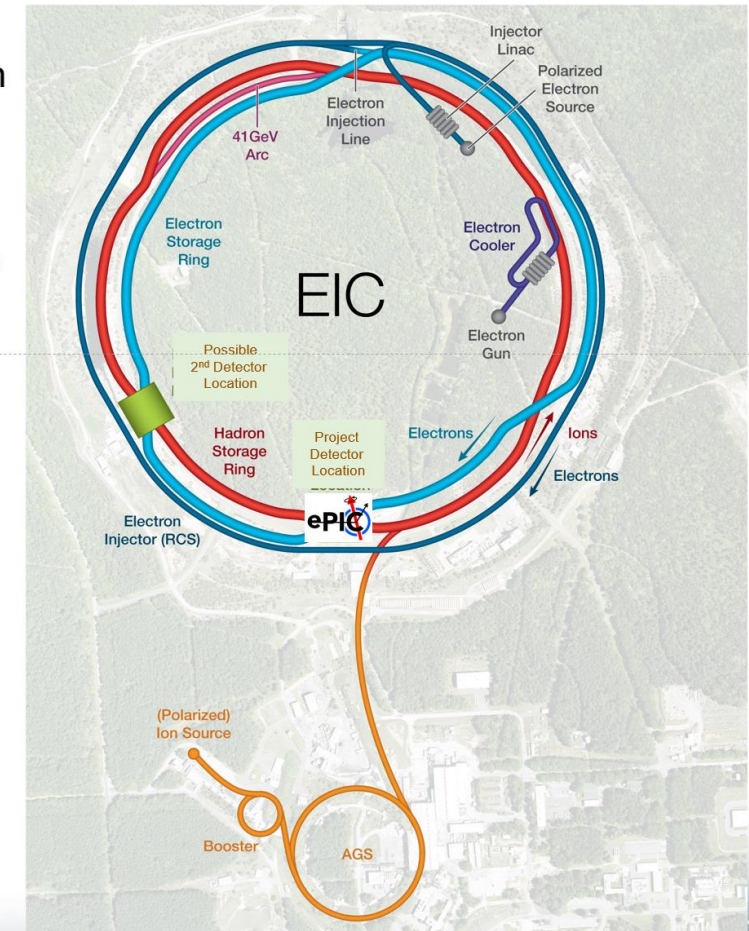 n
Injector
Linac
Polarized
Electron
Source
Electron
Injection
Line
41GeV
Arc
Electron
Storage
Ring
Electron
Cooler
EIC
Electron
Gun
Possible
2nd Detector
Location
Hadron
Storage
Ring
Project
Detector
Location
Location
Electrons
Ions
Electrons
ePIC
Electron
Injector (RCS)
(Polarized)
Ion Source
Booster
AGS